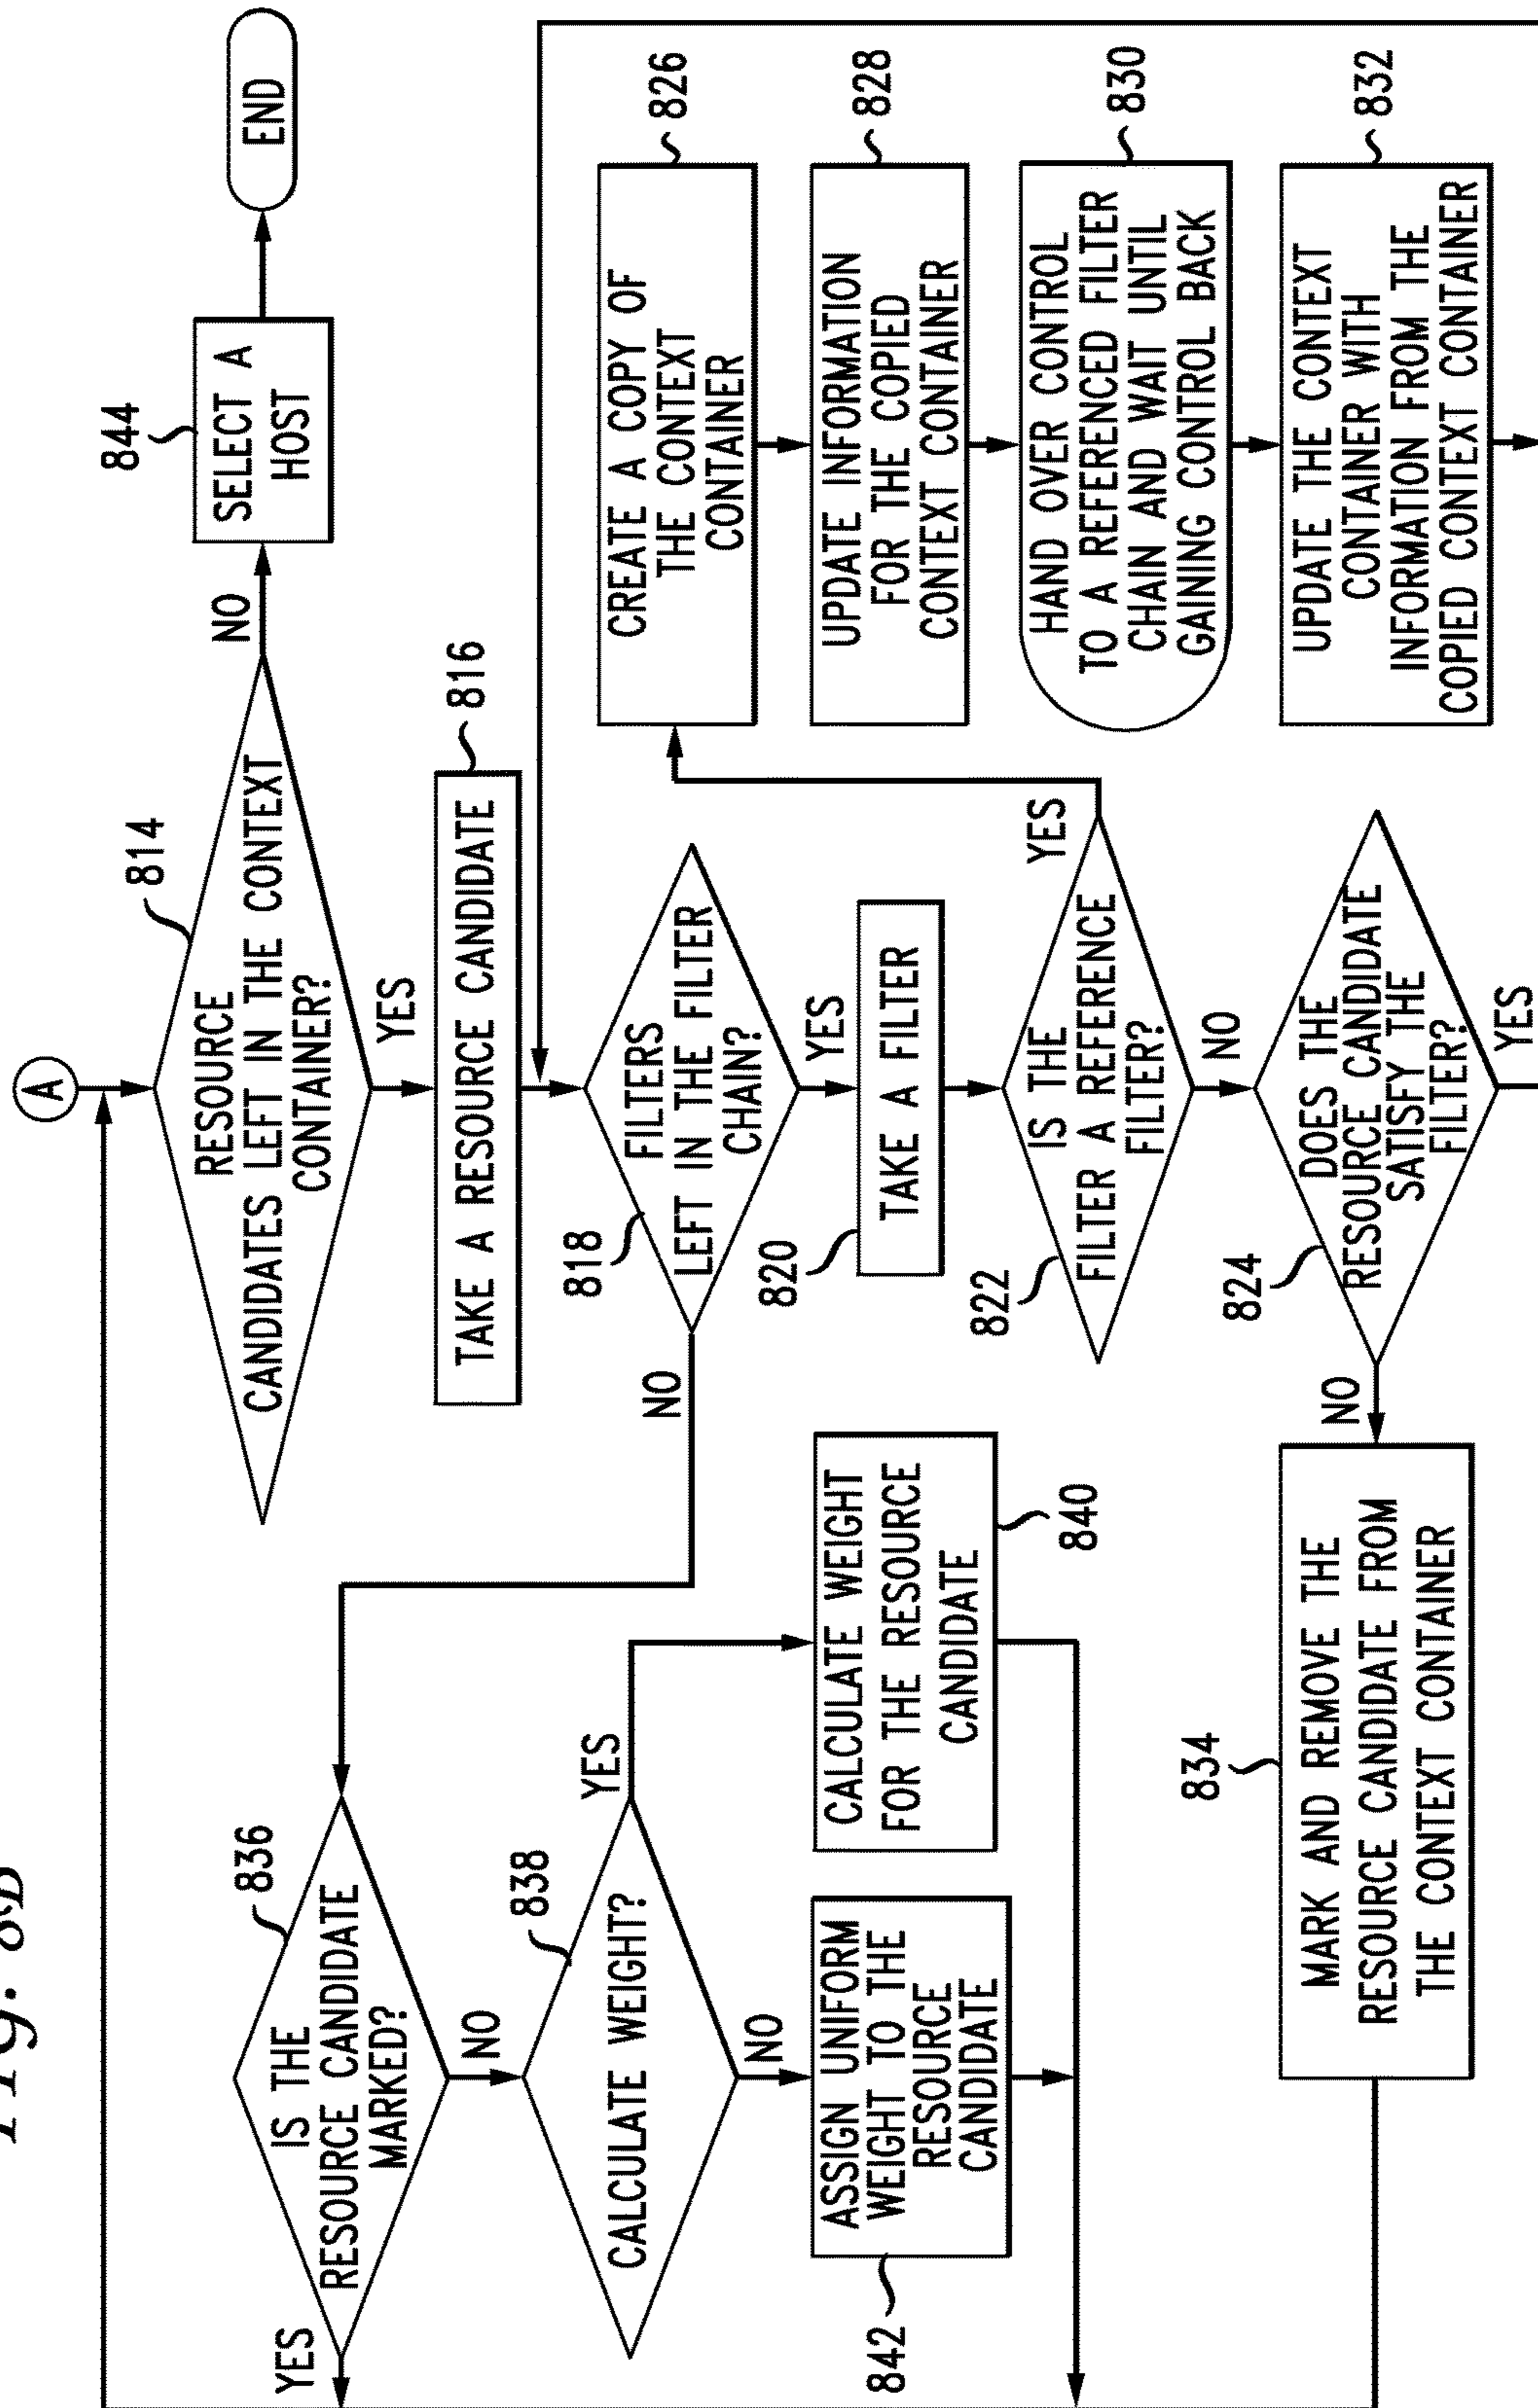 Fig. 8B
A
814
RESOURCE
CANDIDATES LEFT IN THE CONTEXT
CONTAINER?
NO
844
SELECT A
HOST
END
YES
816
TAKE A RESOURCE CANDIDATE
818
FILTERS
LEFT IN THE FILTER
CHAIN?
NO
YES
820
TAKE A FILTER
822
IS THE
FILTER A REFERENCE
FILTER?
YES
NO
824
DOES THE
RESOURCE CANDIDATE
SATISFY THE
FILTER?
NO
YES
826
CREATE A COPY OF
THE CONTEXT
CONTAINER
828
UPDATE INFORMATION
FOR THE COPIED
CONTEXT CONTAINER
830
HAND OVER CONTROL
TO A REFERENCED FILTER
CHAIN AND WAIT UNTIL
GAINING CONTROL BACK
832
UPDATE THE CONTEXT
CONTAINER WITH
INFORMATION FROM THE
COPIED CONTEXT CONTAINER
834
MARK AND REMOVE THE
RESOURCE CANDIDATE FROM
THE CONTEXT CONTAINER
836
IS THE
RESOURCE CANDIDATE
MARKED?
YES
NO
838
CALCULATE WEIGHT?
YES
NO
840
CALCULATE WEIGHT
FOR THE RESOURCE
CANDIDATE
842
ASSIGN UNIFORM
WEIGHT TO THE
RESOURCE
CANDIDATE